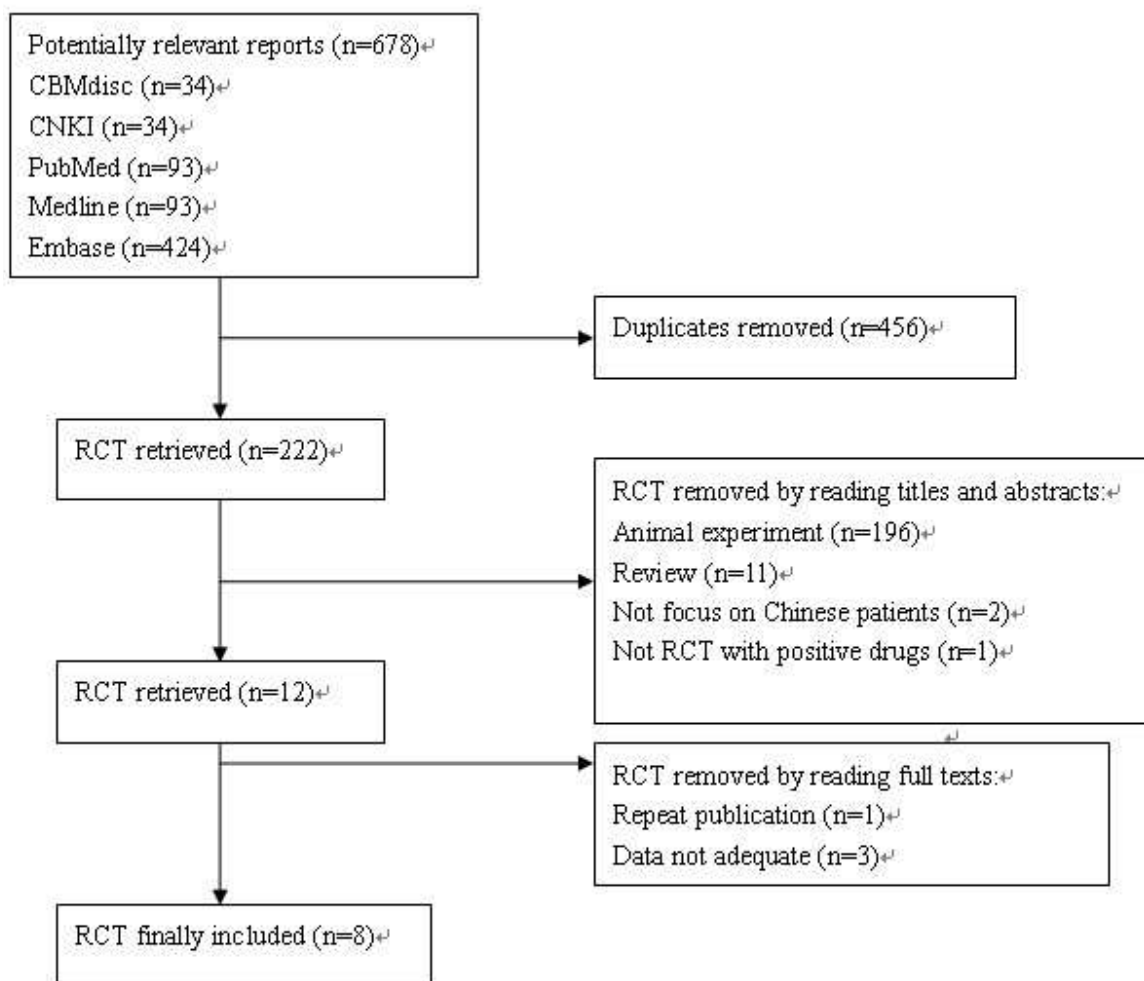 Potentially relevant reports (n=678)↵
CBMdisc (n=34)↵
CNKI (n=34)↵
PubMed (n=93)↵
Medline (n=93)↵
Embase (n=424)↵
Duplicates removed (n=456)↵
RCT retrieved (n=222)↵
RCT removed by reading titles and abstracts:↵
Animal experiment (n=196)↵
Review (n=11)↵
Not focus on Chinese patients (n=2)↵
Not RCT with positive drugs (n=1)↵
↵
RCT retrieved (n=12)↵
RCT removed by reading full texts:↵
Repeat publication (n=1)↵
Data not adequate (n=3)↵
RCT finally included (n=8)↵